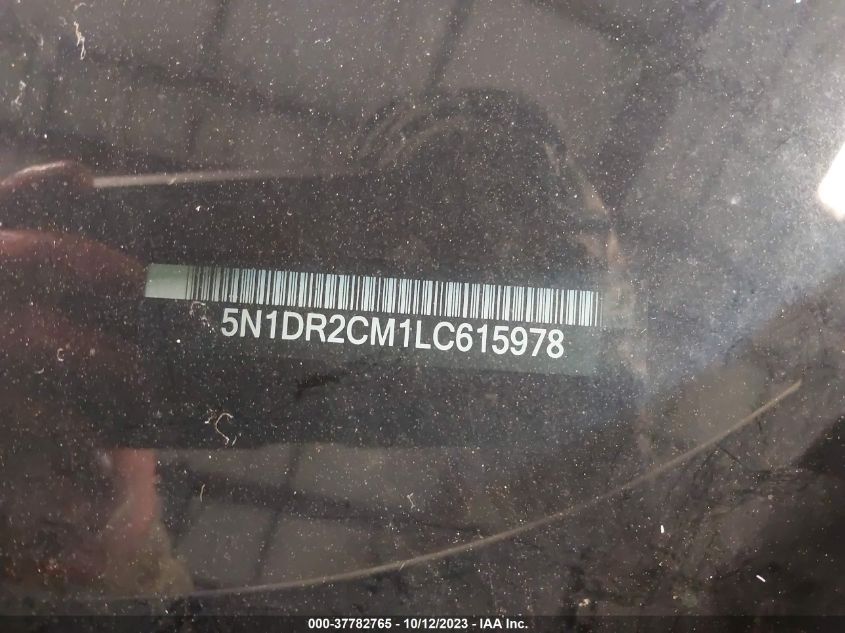 5N1DR2CM1LC615978
000-37782765 - 10/12/2023 - IAA Inc.